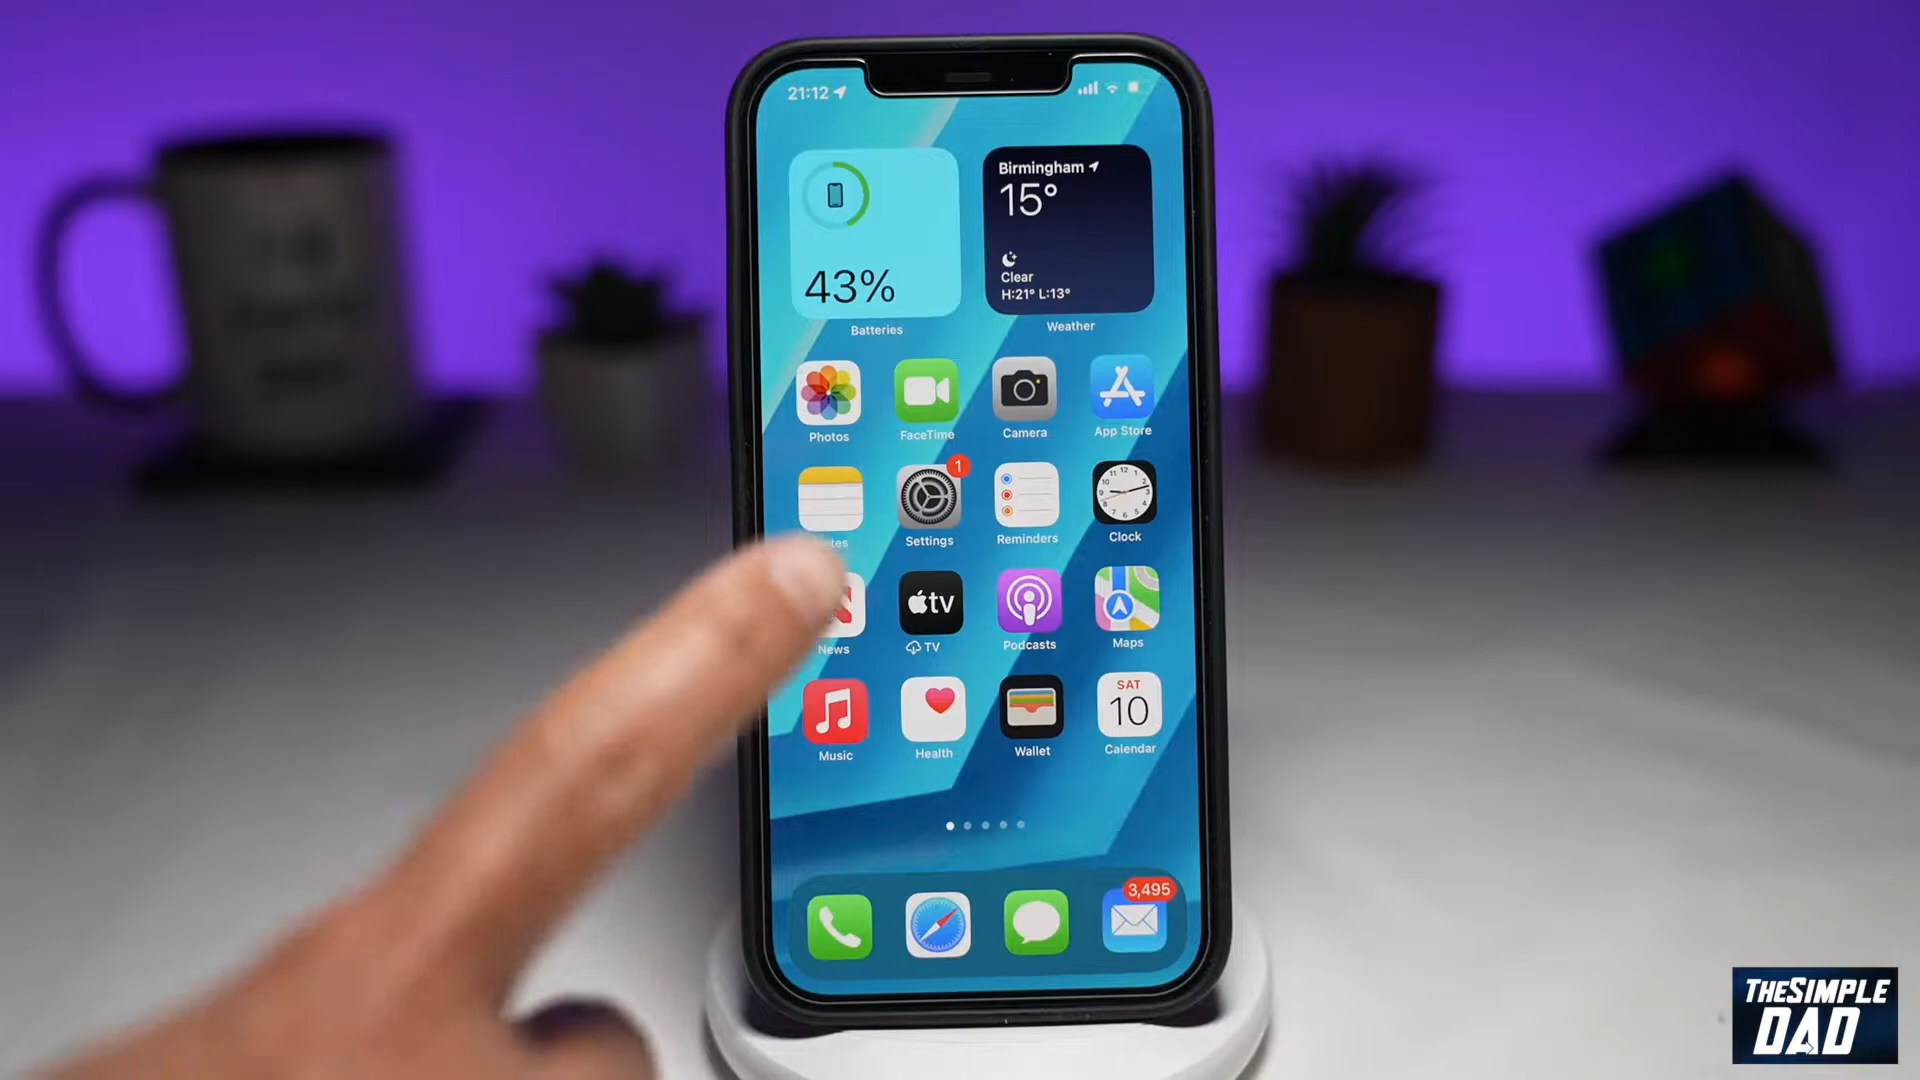 21:12
Birmingham
15°
43%
Clear
H:21° L:13°
Batteries
Weather
Photos
FaceTime
Camera
App Store
1
Settings
Reminders
Clock
tv
News
TV
Podcasts
Maps
SAT
10
Music
Health
Wallet
Calendar
3,495
THESIMPLE
DAD